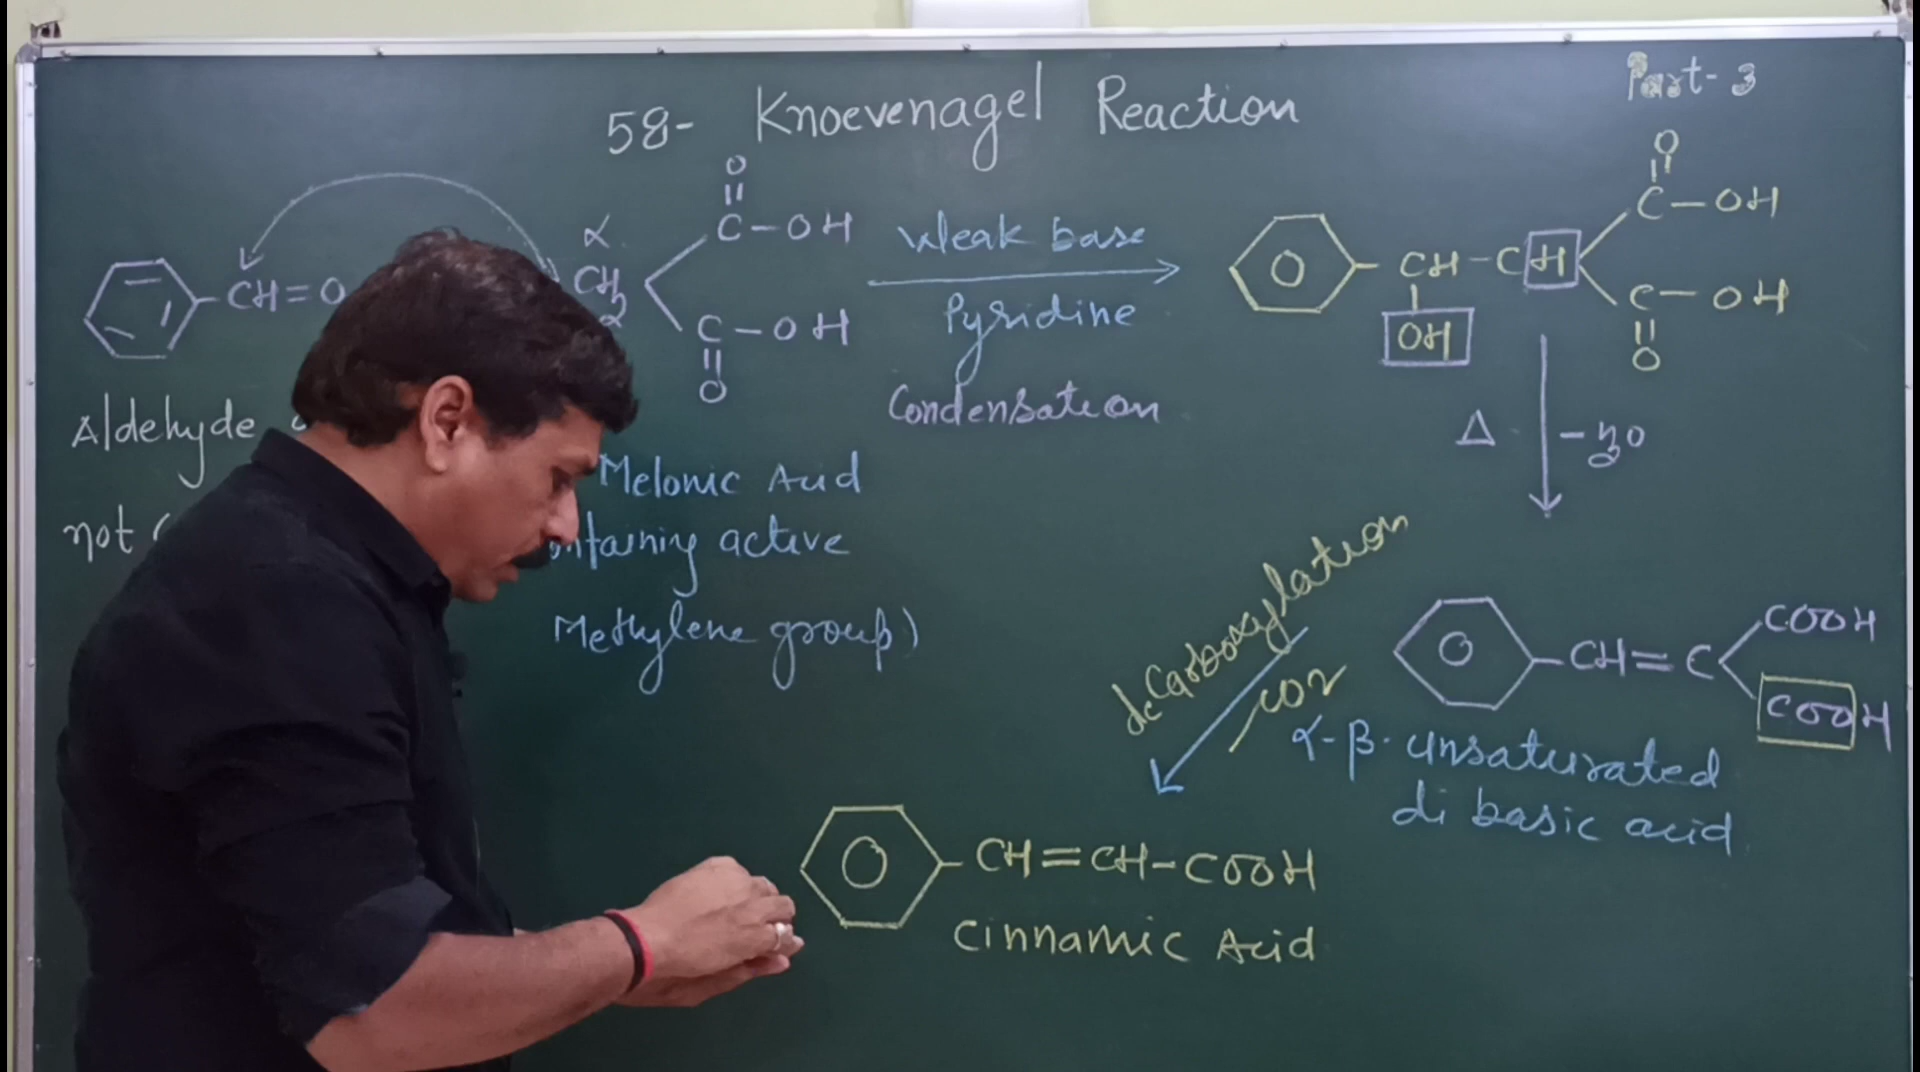 Part-3
58- Knoevenagel Reaction
O
C-OH
α
CH=O
CH2
α
C-OH
O
Weak base
Pyridine
Condensation
O
C-OH
CH-CH
OH
C-OH
O
Δ -H2O
Aldehyde
not
Melonic Acid
containing active
Methylene group)
decarboxylation
-CO2
CH=C
COOH
COOH
α-β-unsaturated
di basic acid
CH=CH-COOH
Cinnamic Acid